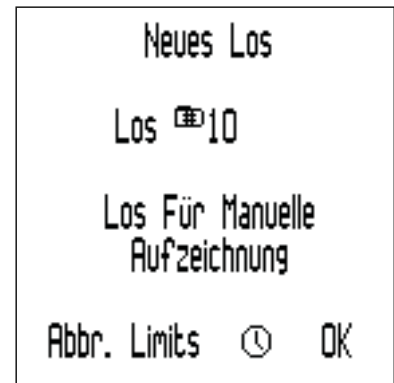 Neues Los
Los 10
Los Für Manuelle
Aufzeichnung
Abbr. Limits OK